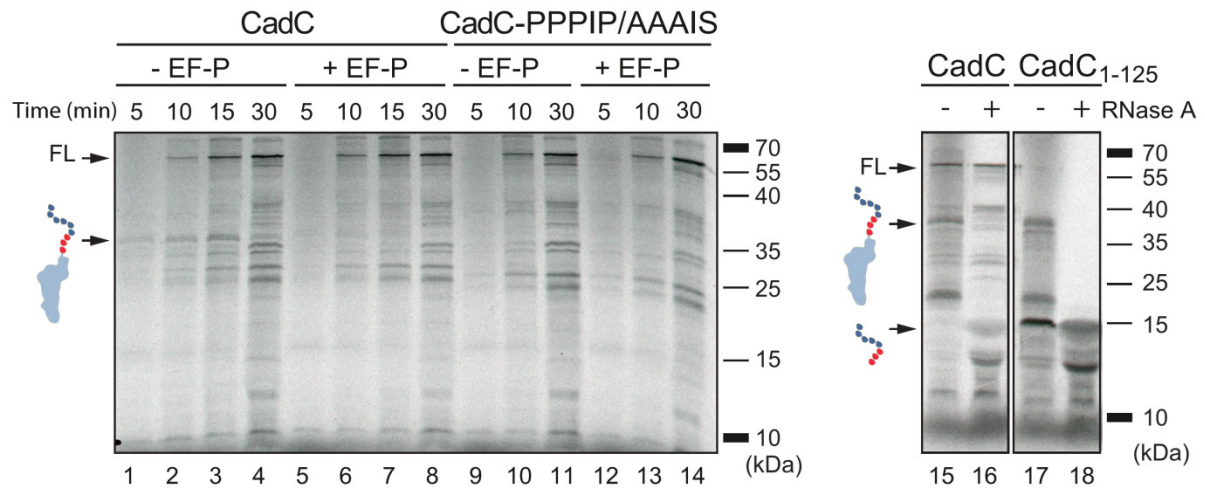 CadC CadC-PPPIP/AAAIS
- EF-P + EF-P - EF-P + EF-P
Time (min) 5 10 15 30 5 10 15 30 5 10 30 5 10 30
FL
70
55
40
35
25
15
10
(kDa)
1 2 3 4 5 6 7 8 9 10 11 12 13 14
CadC CadC1-125
- + - + RNase A
FL
70
55
40
35
25
15
10
(kDa)
15 16 17 18